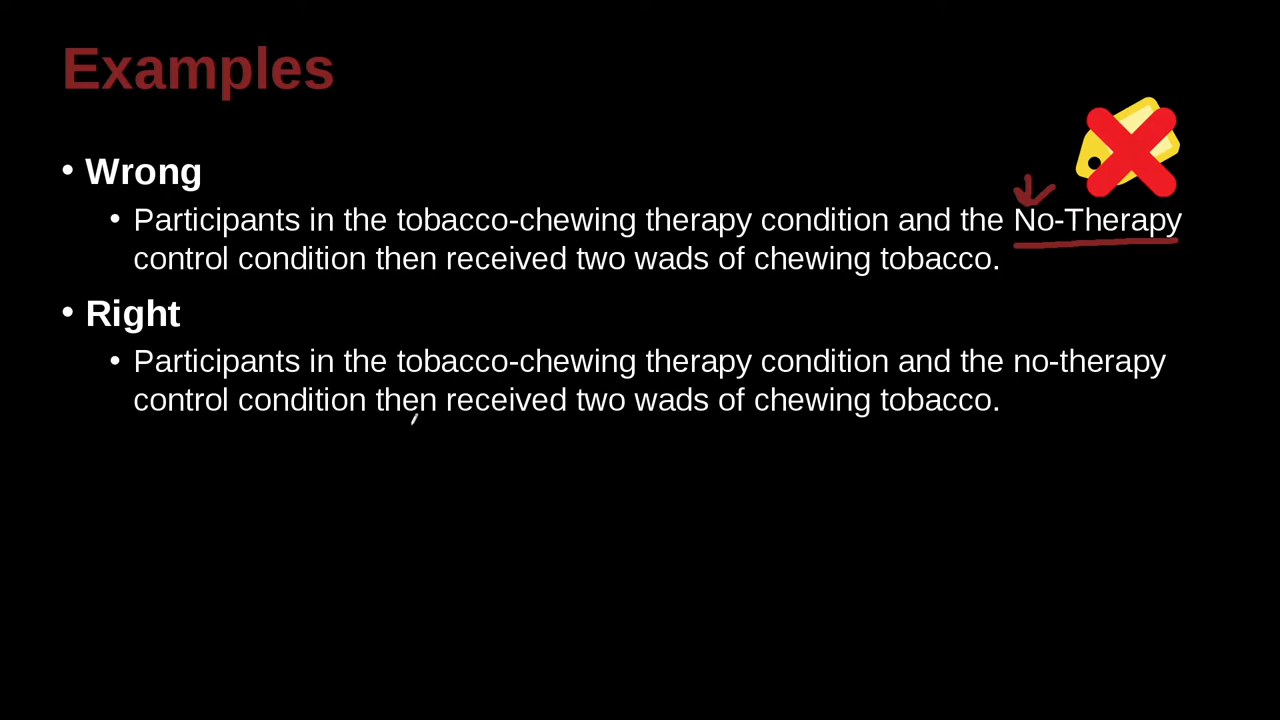 Examples
• Wrong
• Participants in the tobacco-chewing therapy condition and the No-Therapy
control condition then received two wads of chewing tobacco.
• Right
• Participants in the tobacco-chewing therapy condition and the no-therapy
control condition then received two wads of chewing tobacco.